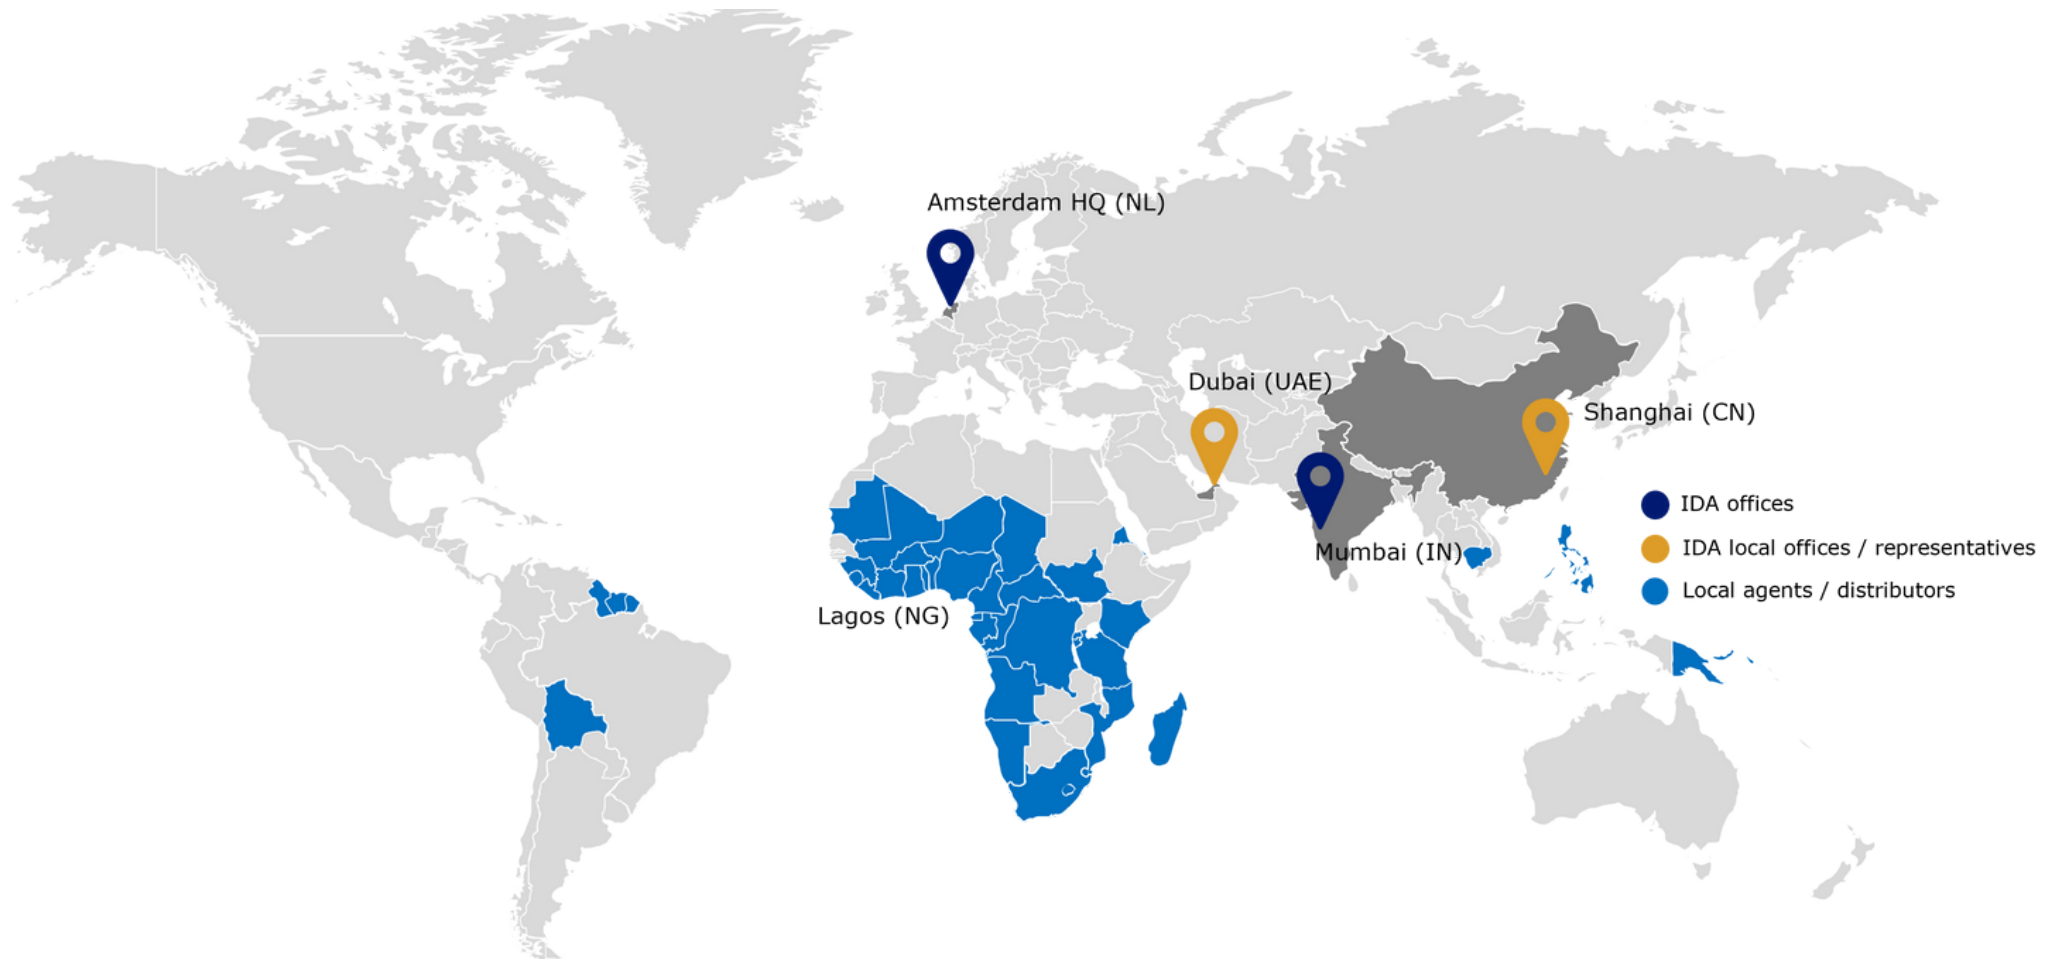 Amsterdam HQ (NL)
Dubai (UAE)
Shanghai (CN)
Mumbai (IN)
Lagos (NG)
IDA offices
IDA local offices / representatives
Local agents / distributors